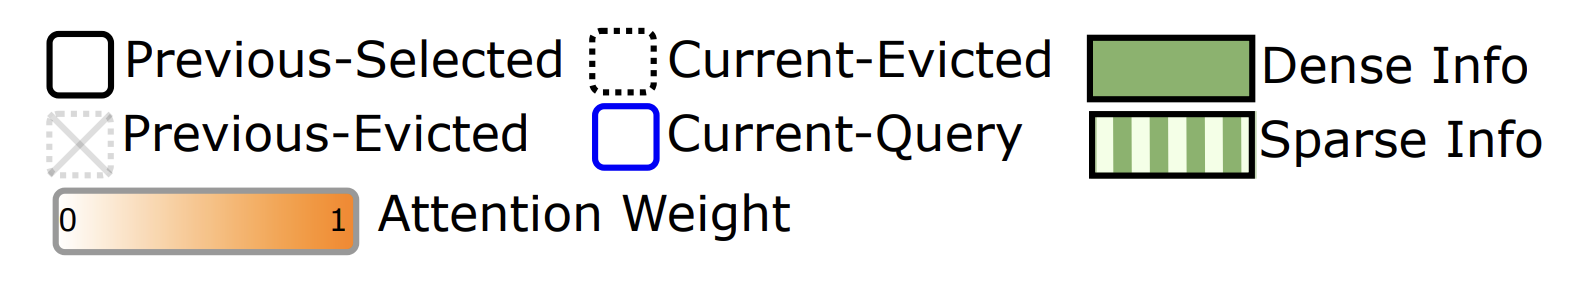 Previous-Selected
Current-Evicted
Dense Info
Previous-Evicted
Current-Query
Sparse Info
0 1 Attention Weight